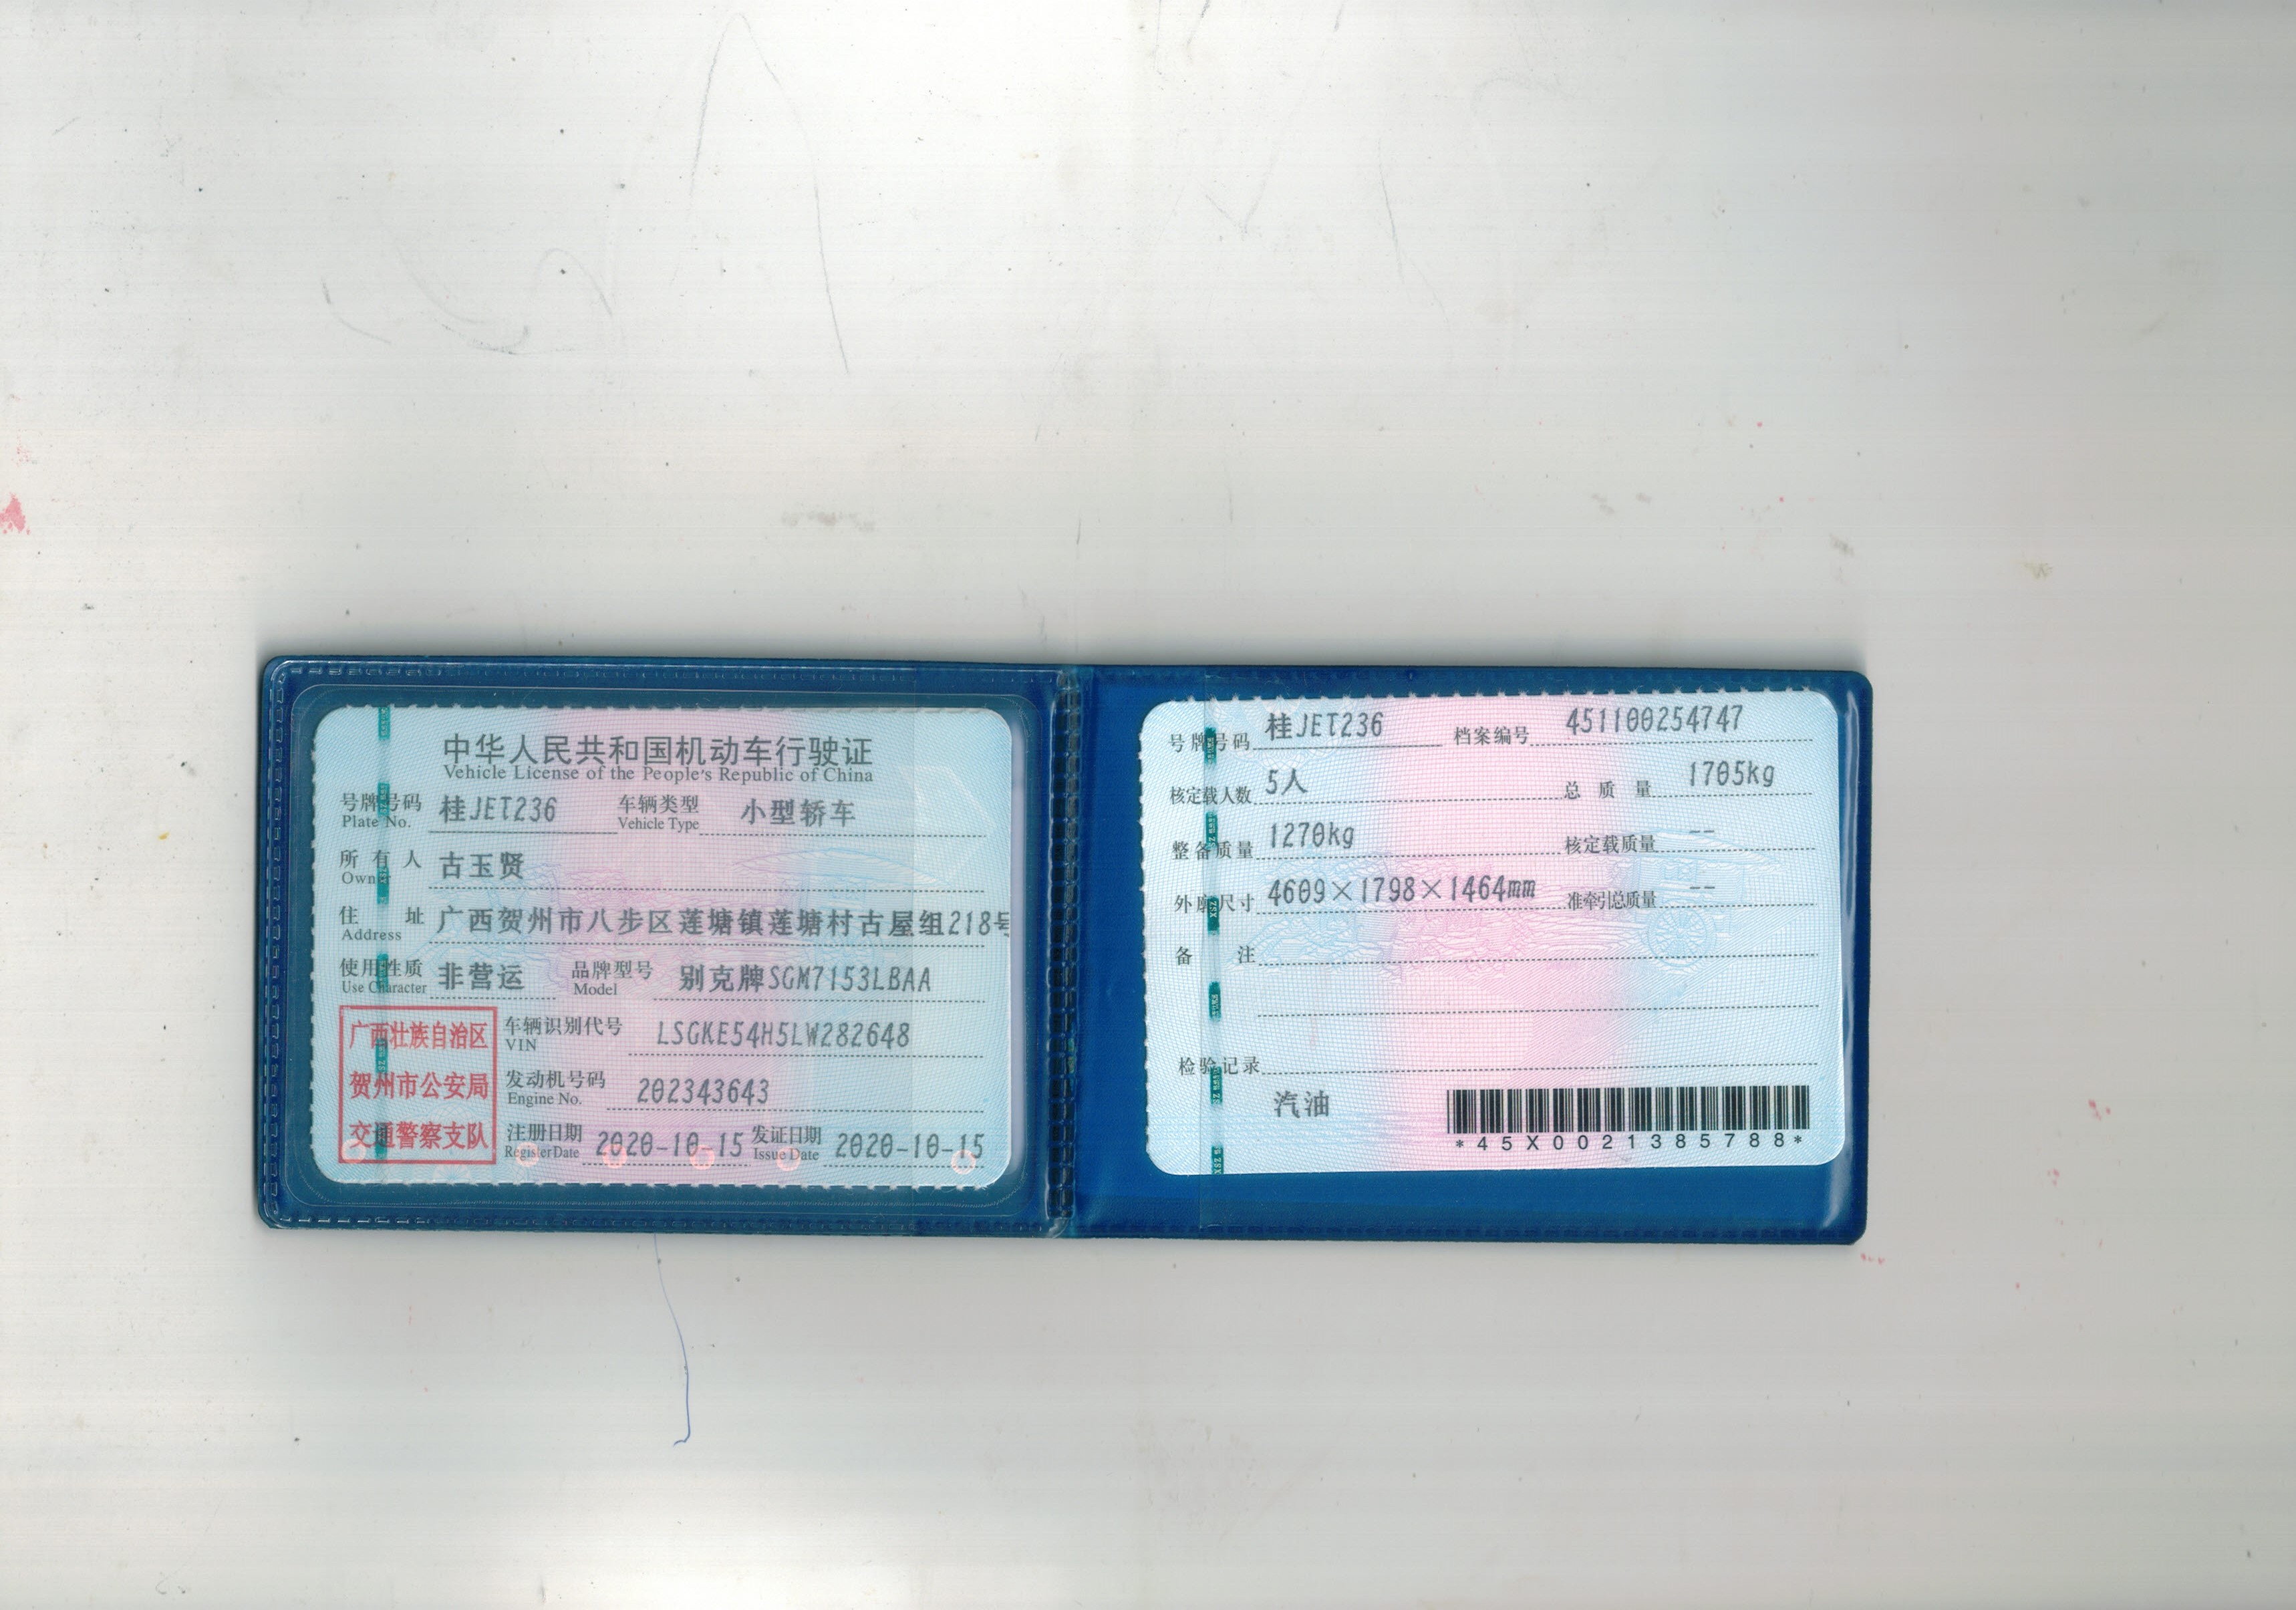 中华人民共和国机动车行驶证
Vehicle License of the People's Republic of China
号牌号码 桂JET236 车辆类型 小型轿车
Plate No. Vehicle Type
所有人 古玉贤
Owner
住址 广西贺州市八步区莲塘镇莲塘村古屋组218号
Address
使用性质 非营运 品牌型号 别克牌SGM7153LBAA
Use Character Model
广西壮族自治区
贺州市公安局
交通警察支队
车辆识别代号 LSGKE54H5LW282648
VIN
发动机号码 202343643
Engine No.
注册日期 2020-10-15 发证日期 2020-10-15
Register Date Issue Date
号牌号码 桂JET236 档案编号 451100254747
核定载人数 5人 总质量 1705kg
整备质量 1270kg 核定载质量 --
外廓尺寸 4609×1798×1464mm 准牵引总质量 --
备注
检验记录
汽油
*45X0021385788*